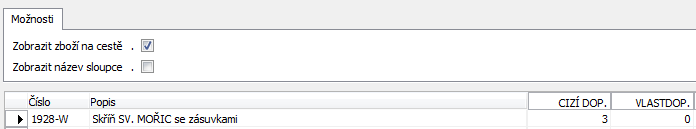 Možnosti
Zobrazit zboží na cestě .
Zobrazit název sloupce .
Číslo Popis CIZÍ DOP. VLASTDOP.
1928-W Skříň SV. MOŘIC se zásuvkami 3 0